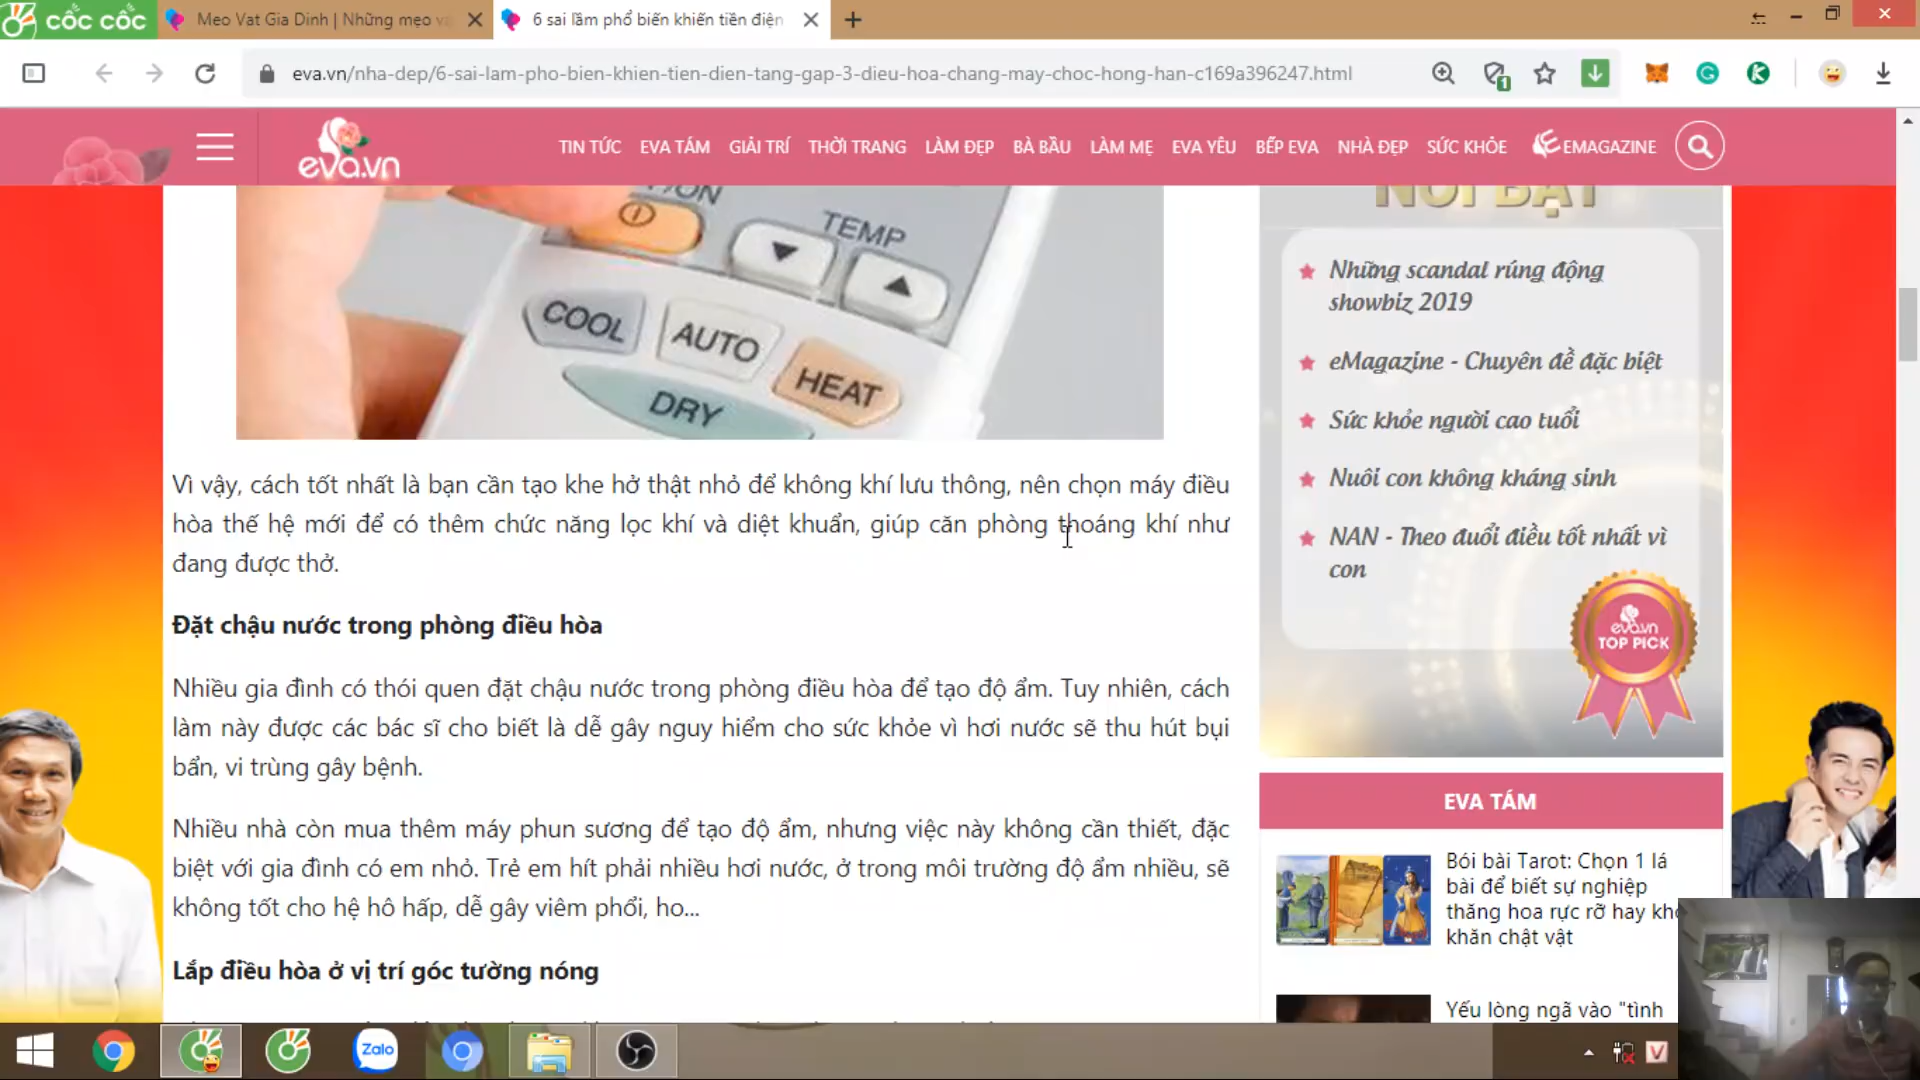 cốc cốc
Meo Vat Gia Dinh | Những mẹo v
6 sai lầm phổ biến khiến tiền điện
eva.vn/nha-dep/6-sai-lam-pho-bien-khien-tien-dien-tang-gap-3-dieu-hoa-chang-may-choc-hong-han-c169a396247.html
1
eva.vn
TIN TỨC EVA TÁM GIẢI TRÍ THỜI TRANG LÀM ĐẸP BÀ BẦU LÀM MẸ EVA YÊU BẾP EVA NHÀ ĐẸP SỨC KHỎE EMAGAZINE
TEMP
COOL
AUTO
HEAT
DRY
Vì vậy, cách tốt nhất là bạn cần tạo khe hở thật nhỏ để không khí lưu thông, nên chọn máy điều
hòa thế hệ mới để có thêm chức năng lọc khí và diệt khuẩn, giúp căn phòng thoáng khí như
đang được thở.
Đặt chậu nước trong phòng điều hòa
Nhiều gia đình có thói quen đặt chậu nước trong phòng điều hòa để tạo độ ẩm. Tuy nhiên, cách
làm này được các bác sĩ cho biết là dễ gây nguy hiểm cho sức khỏe vì hơi nước sẽ thu hút bụi
bẩn, vi trùng gây bệnh.
Nhiều nhà còn mua thêm máy phun sương để tạo độ ẩm, nhưng việc này không cần thiết, đặc
biệt với gia đình có em nhỏ. Trẻ em hít phải nhiều hơi nước, ở trong môi trường độ ẩm nhiều, sẽ
không tốt cho hệ hô hấp, dễ gây viêm phổi, ho...
Lắp điều hòa ở vị trí góc tường nóng
NỔI BẬT
Những scandal rúng động
showbiz 2019
eMagazine - Chuyên đề đặc biệt
Sức khỏe người cao tuổi
Nuôi con không kháng sinh
NAN - Theo đuổi điều tốt nhất vì
con
eva.vn
TOP PICK
EVA TÁM
Bói bài Tarot: Chọn 1 lá
bài để biết sự nghiệp
thăng hoa rực rỡ hay kh
khăn chật vật
Yếu lòng ngã vào "tình
Zalo
V